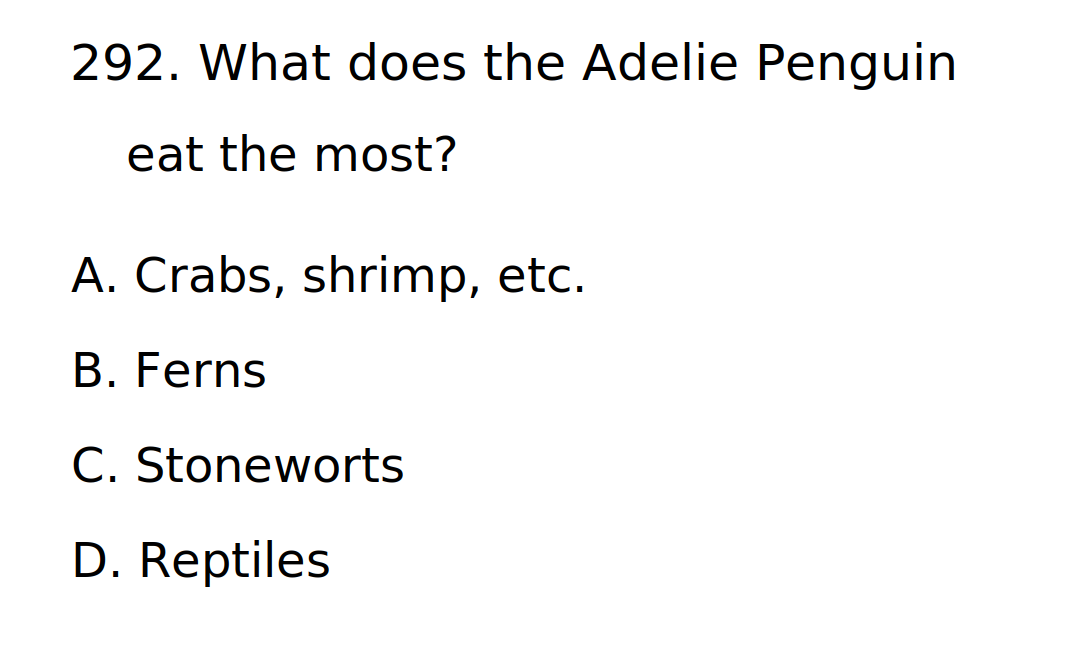 292. What does the Adelie Penguin
eat the most?
A. Crabs, shrimp, etc.
B. Ferns
C. Stoneworts
D. Reptiles